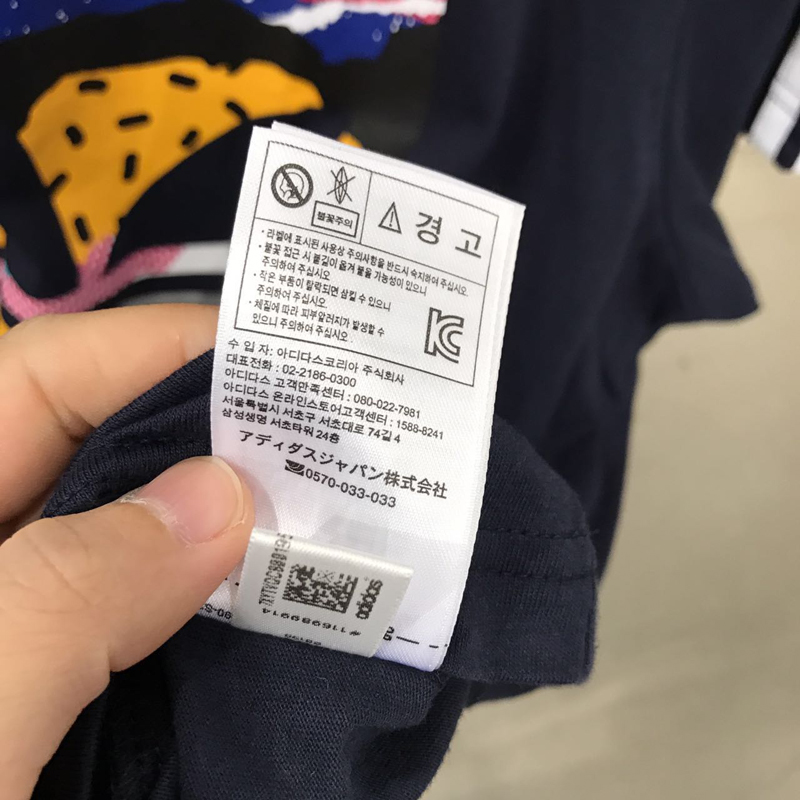 불꽃주의
경고
• 라벨에 표시된 사용상 주의사항을 반드시 숙지하여 주십시오.
• 불꽃 접근 시 불길이 옮겨 붙을 가능성이 있으니
주의하여 주십시오
• 작은 부품이 탈락되면 삼킬 수 있으니
주의하여 주십시오
• 체질에 따라 피부알러지가 발생할 수
있으니 주의하여 주십시오.
수 입 자: 아디다스코리아 주식회사
대표전화 : 02-2186-0300
아디다스 고객만족센터 : 080-022-7981
아디다스 온라인스토어고객센터 : 1588-8241
서울특별시 서초구 서초대로 74길 4
삼성생명 서초타워 24층
アディダスジャパン株式会社
0570-033-033
#116989914